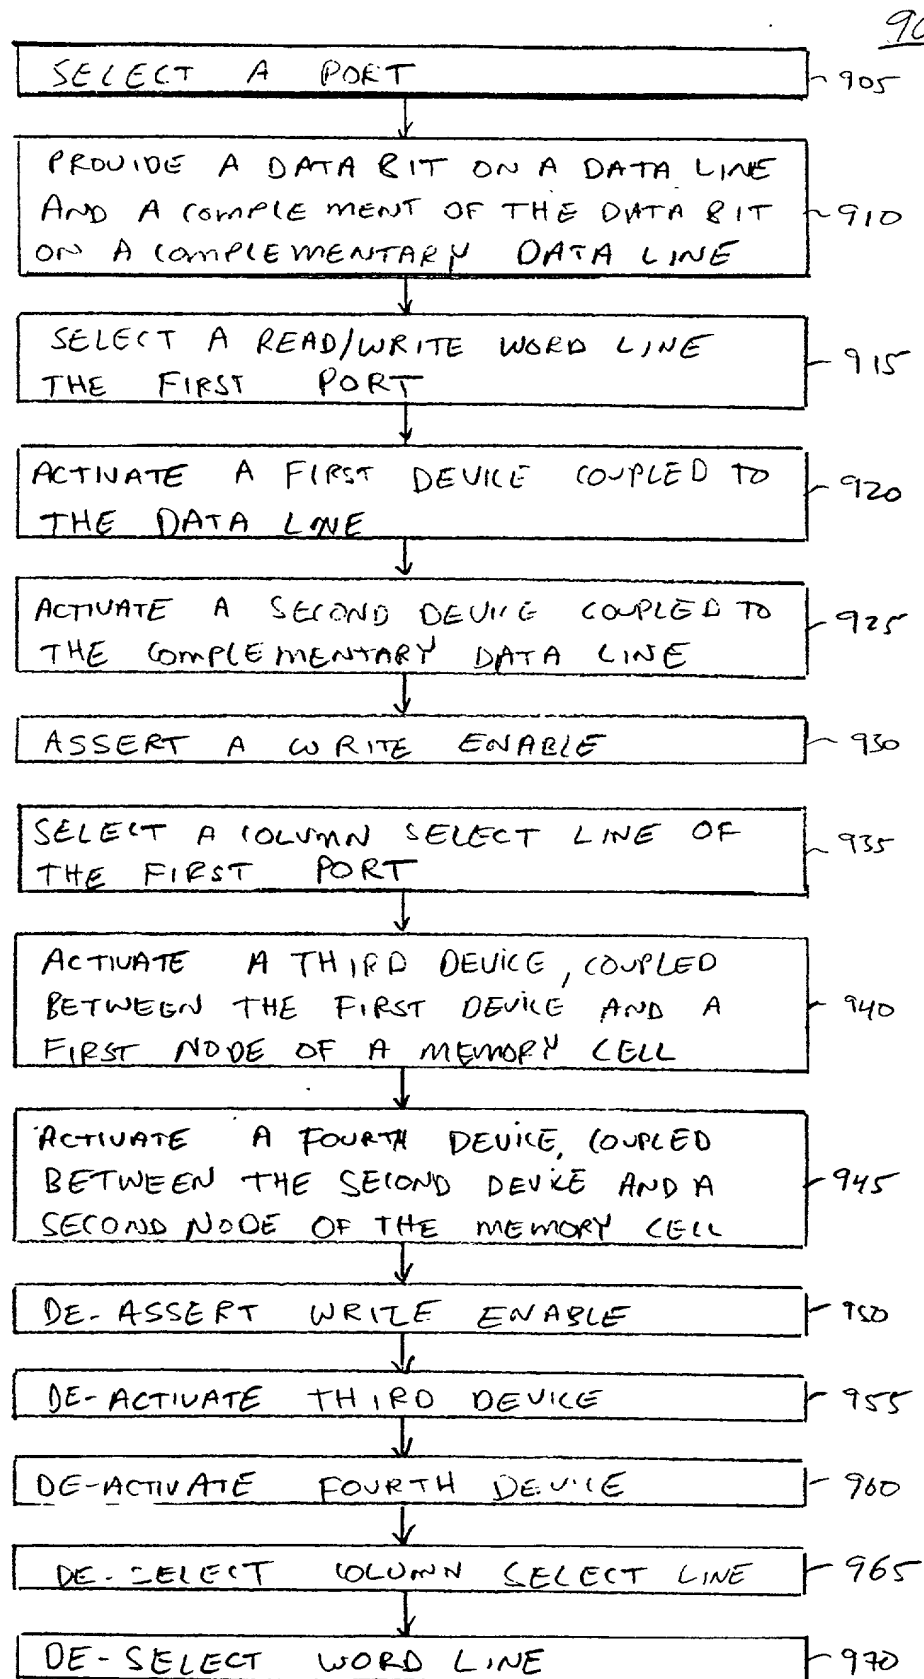 90
SELECT A PORT
905
PROVIDE A DATA BIT ON A DATA LINE
AND A COMPLEMENT OF THE DATA BIT
ON A COMPLEMENTARY DATA LINE
910
SELECT A READ/WRITE WORD LINE
THE FIRST PORT
915
ACTIVATE A FIRST DEVICE COUPLED TO
THE DATA LINE
920
ACTIVATE A SECOND DEVICE COUPLED TO
THE COMPLEMENTARY DATA LINE
925
ASSERT A WRITE ENABLE
930
SELECT A COLUMN SELECT LINE OF
THE FIRST PORT
935
ACTIVATE A THIRD DEVICE, COUPLED
BETWEEN THE FIRST DEVICE AND A
FIRST NODE OF A MEMORY CELL
940
ACTIVATE A FOURTH DEVICE, COUPLED
BETWEEN THE SECOND DEVICE AND A
SECOND NODE OF THE MEMORY CELL
945
DE-ASSERT WRITE ENABLE
950
DE-ACTIVATE THIRD DEVICE
955
DE-ACTIVATE FOURTH DEVICE
960
DE-SELECT COLUMN SELECT LINE
965
DE-SELECT WORD LINE
970